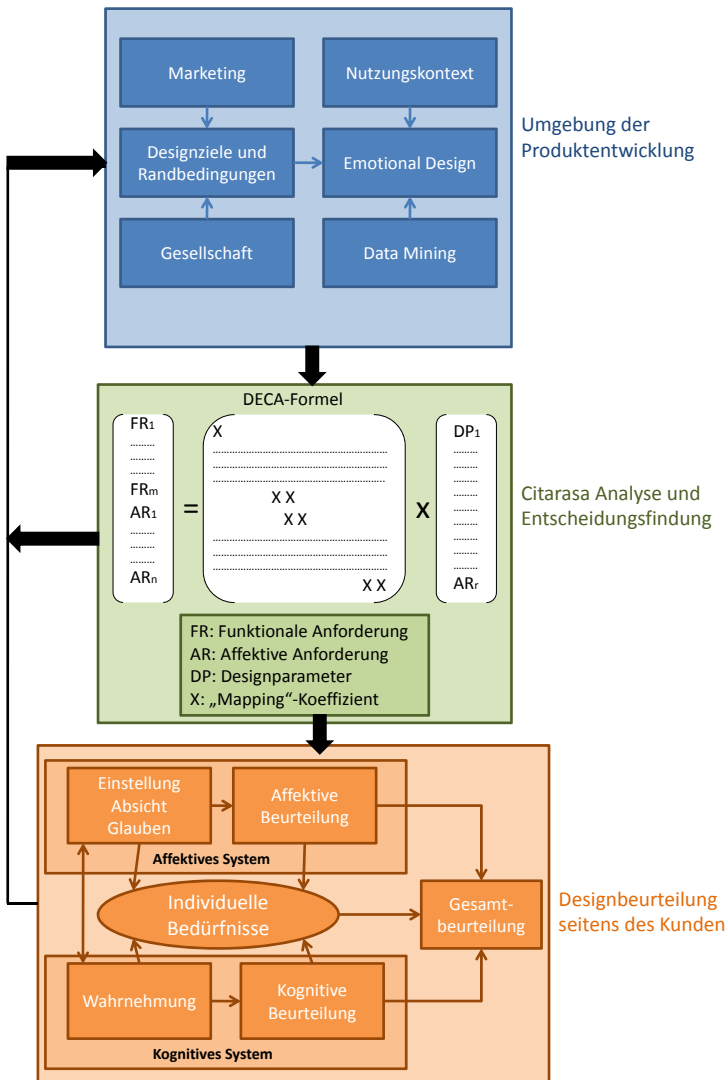 Marketing
Nutzungskontext
Umgebung der
Produktentwicklung
Designziele und
Randbedingungen
Emotional Design
Gesellschaft
Data Mining
DECA-Formel
FR1
.........
.........
FRm
AR1
.........
.........
.........
ARn
=
X
............................................................
............................................................
............................................................
X X
X X
............................................................
............................................................
............................................................
X X
X
DP1
.........
.........
.........
.........
.........
.........
.........
.........
.........
ARr
Citarasa Analyse und
Entscheidungsfindung
FR: Funktionale Anforderung
AR: Affektive Anforderung
DP: Designparameter
X: „Mapping“-Koeffizient
Einstellung
Absicht
Glauben
Affektive
Beurteilung
Affektives System
Individuelle
Bedürfnisse
Gesamt-
beurteilung
Designbeurteilung
seitens des Kunden
Wahrnehmung
Kognitive
Beurteilung
Kognitives System